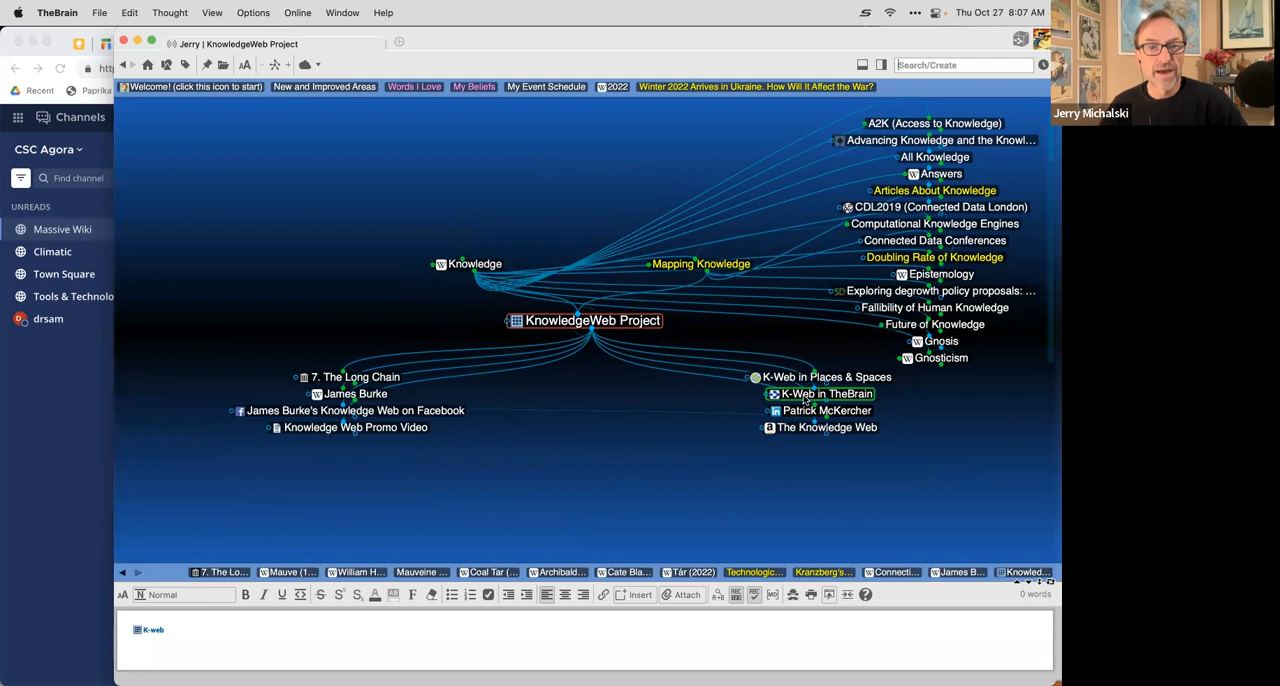 TheBrain File Edit Thought View Options Online Window Help
Thu Oct 27 8:07 AM
Jerry | KnowledgeWeb Project
AA
Search/Create
Welcome! (click this icon to start) New and Improved Areas Words I Love My Beliefs My Event Schedule 2022 Winter 2022 Arrives in Ukraine. How Will It Affect the War?
Jerry Michalski
Recent
Paprika
Channels
CSC Agora
Find channel
UNREADS
Massive Wiki
Climatic
Town Square
Tools & Technolo
drsam
A2K (Access to Knowledge)
Advancing Knowledge and the Knowl...
All Knowledge
Answers
Articles About Knowledge
CDL2019 (Connected Data London)
Computational Knowledge Engines
Connected Data Conferences
Doubling Rate of Knowledge
Epistemology
Exploring degrowth policy proposals: ...
Fallibility of Human Knowledge
Future of Knowledge
Gnosis
Gnosticism
Knowledge
Mapping Knowledge
KnowledgeWeb Project
7. The Long Chain
James Burke
James Burke's Knowledge Web on Facebook
Knowledge Web Promo Video
K-Web in Places & Spaces
K-Web in TheBrain
Patrick McKercher
The Knowledge Web
7. The Lo... Mauve (1... William H... Mauveine ... Coal Tar (... Archibald... Cate Bla... Tár (2022) Technologic... Kranzberg's... Connecti... James B... Knowled...
AA N Normal B I U S S S A F Insert Attach 0 words
K-web